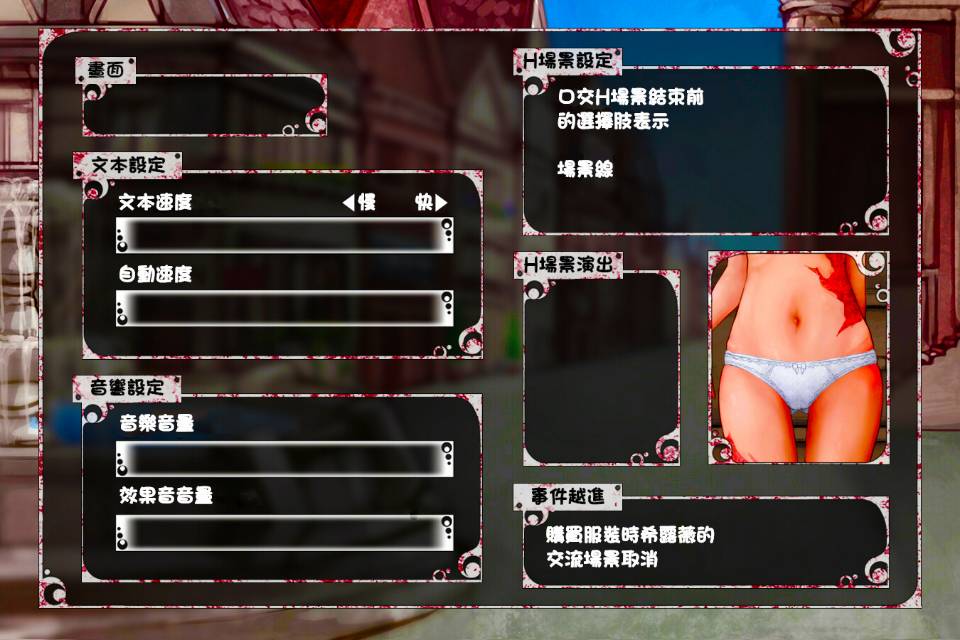 畫面
文本設定
文本速度 ◀慢 快▶
自動速度
音響設定
音樂音量
效果音音量
H場景設定
口交H場景結束前
的選擇肢表示
場景線
H場景演出
事件越進
購買服裝時希露薇的
交流場景取消